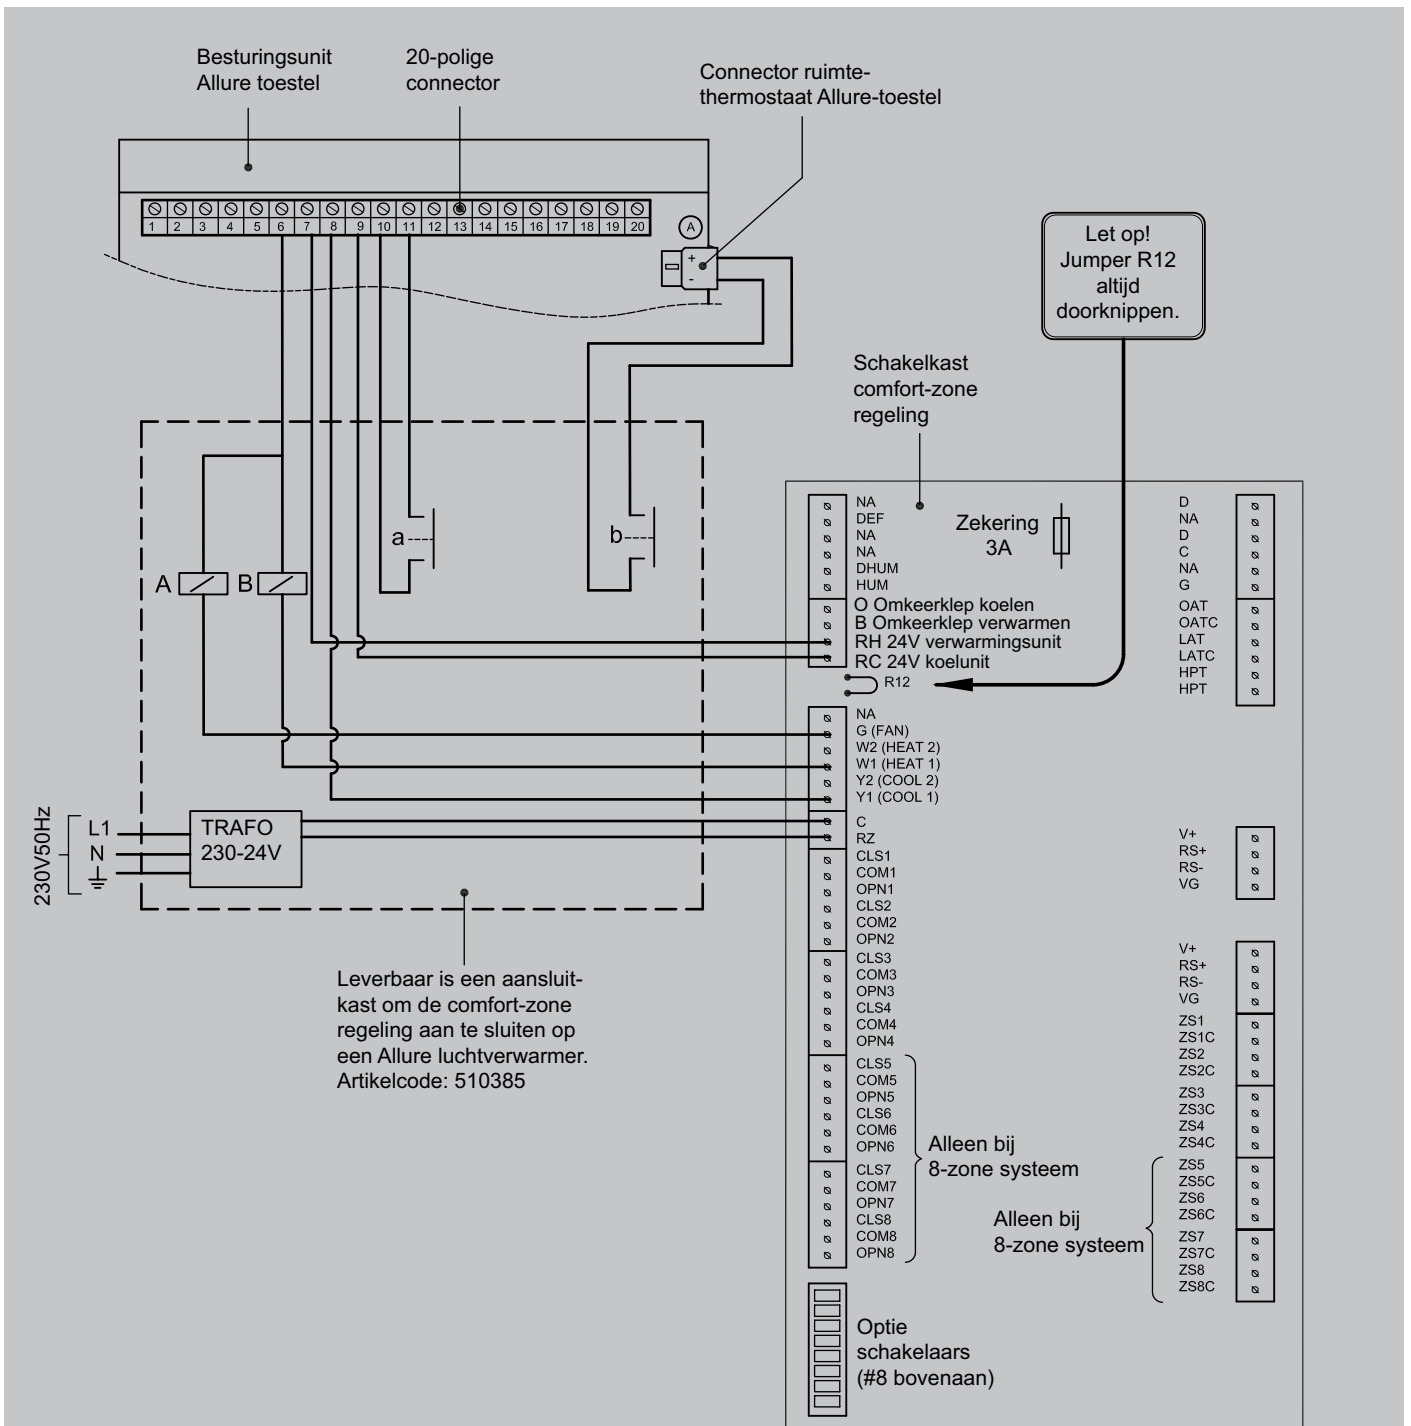 Besturingsunit
Allure toestel
20-polige
connector
Connector ruimte-
thermostaat Allure-toestel
1 2 3 4 5 6 7 8 9 10 11 12 13 14 15 16 17 18 19 20
A
+
-
Let op!
Jumper R12
altijd
doorknippen.
Schakelkast
comfort-zone
regeling
a
b
A
B
Zekering
3A
NA
DEF
NA
NA
DHUM
HUM
O Omkeerklep koelen
B Omkeerklep verwarmen
RH 24V verwarmingsunit
RC 24V koelunit
R12
NA
G (FAN)
W2 (HEAT 2)
W1 (HEAT 1)
Y2 (COOL 2)
Y1 (COOL 1)
C
RZ
CLS1
COM1
OPN1
CLS2
COM2
OPN2
CLS3
COM3
OPN3
CLS4
COM4
OPN4
CLS5
COM5
OPN5
CLS6
COM6
OPN6
CLS7
COM7
OPN7
CLS8
COM8
OPN8
Alleen bij
8-zone systeem
Optie
schakelaars
(#8 bovenaan)
D
NA
D
C
NA
G
OAT
OATC
LAT
LATC
HPT
HPT
V+
RS+
RS-
VG
V+
RS+
RS-
VG
ZS1
ZS1C
ZS2
ZS2C
ZS3
ZS3C
ZS4
ZS4C
ZS5
ZS5C
ZS6
ZS6C
ZS7
ZS7C
ZS8
ZS8C
Alleen bij
8-zone systeem
230V50Hz
L1
N
TRAFO
230-24V
Leverbaar is een aansluit-
kast om de comfort-zone
regeling aan te sluiten op
een Allure luchtverwarmer.
Artikelcode: 510385